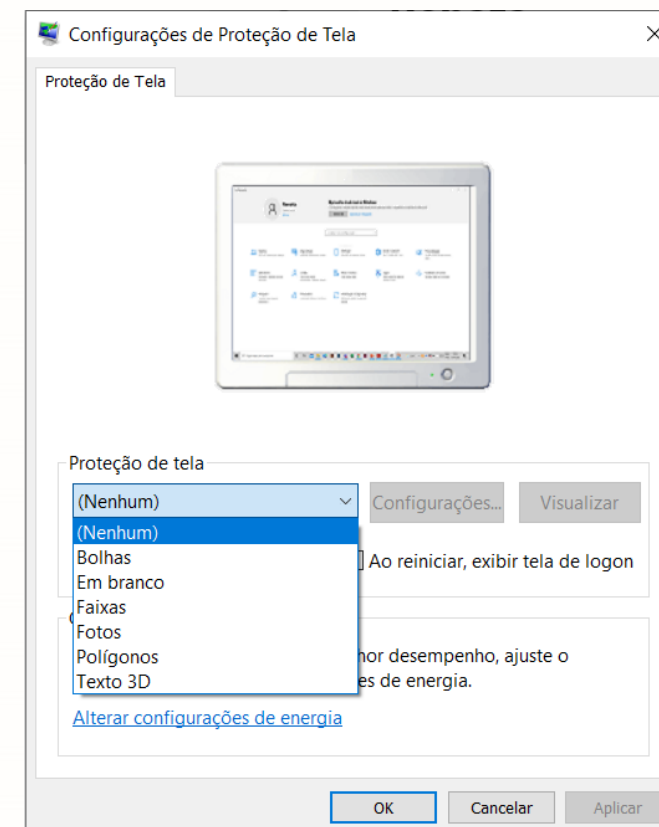 Configurações de Proteção de Tela
Proteção de Tela
Proteção de tela
(Nenhum)
Configurações...
Visualizar
(Nenhum)
Bolhas
Em branco
Faixas
Fotos
Polígonos
Texto 3D
Ao reiniciar, exibir tela de logon
hor desempenho, ajuste o
es de energia.
Alterar configurações de energia
OK
Cancelar
Aplicar